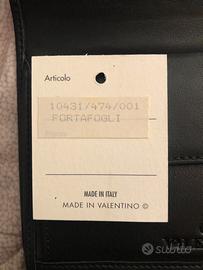 Articolo
10431/474/001
PORTAFOGLI
MADE IN ITALY
MADE IN VALENTINO ©
subito